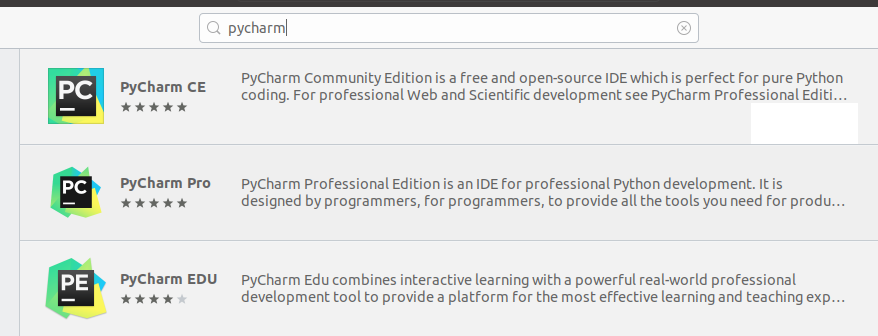 pycharm
PC
PyCharm CE
PyCharm Community Edition is a free and open-source IDE which is perfect for pure Python
coding. For professional Web and Scientific development see PyCharm Professional Editi…
PC
PyCharm Pro
PyCharm Professional Edition is an IDE for professional Python development. It is
designed by programmers, for programmers, to provide all the tools you need for produ…
PE
PyCharm EDU
PyCharm Edu combines interactive learning with a powerful real-world professional
development tool to provide a platform for the most effective learning and teaching exp…